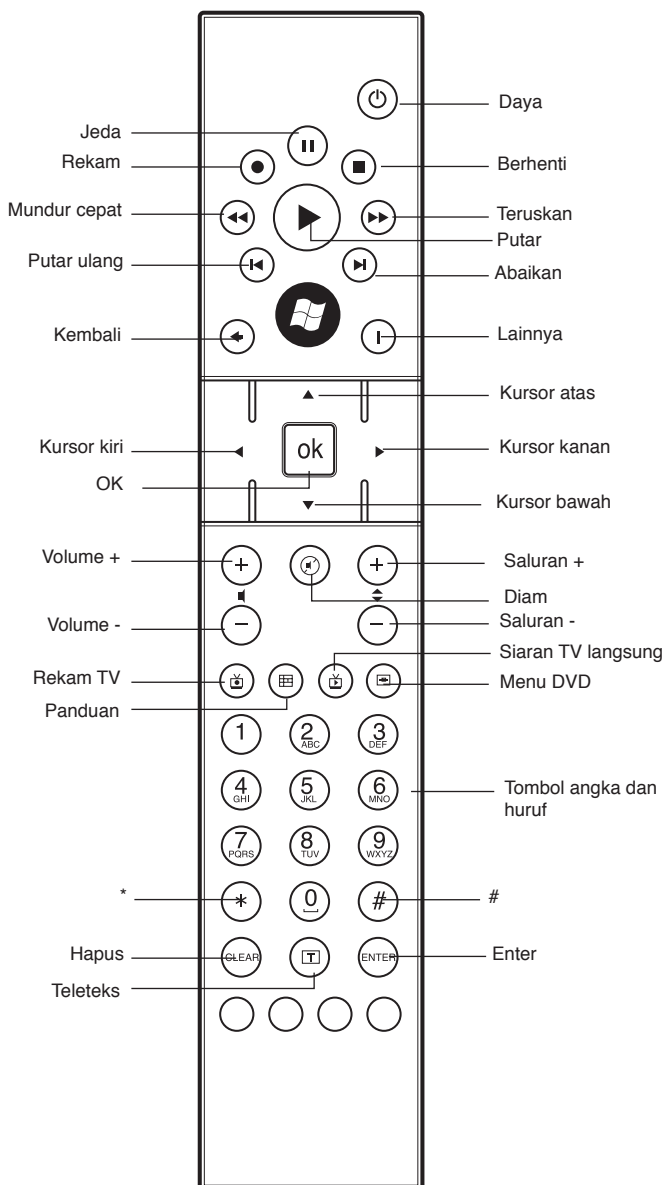 Daya
Jeda
Rekam
Berhenti
Mundur cepat
Teruskan
Putar
Putar ulang
Abaikan
Kembali
Lainnya
Kursor atas
Kursor kiri
ok
Kursor kanan
OK
Kursor bawah
Volume +
Saluran +
Diam
Volume -
Saluran -
Siaran TV langsung
Rekam TV
Menu DVD
Panduan
1 2 3
ABC DEF
4 5 6
GHI JKL MNO
Tombol angka dan
huruf
7 8 9
PQRS TUV WXYZ
*
* 0 #
#
Hapus
CLEAR T ENTER
Enter
Teleteks